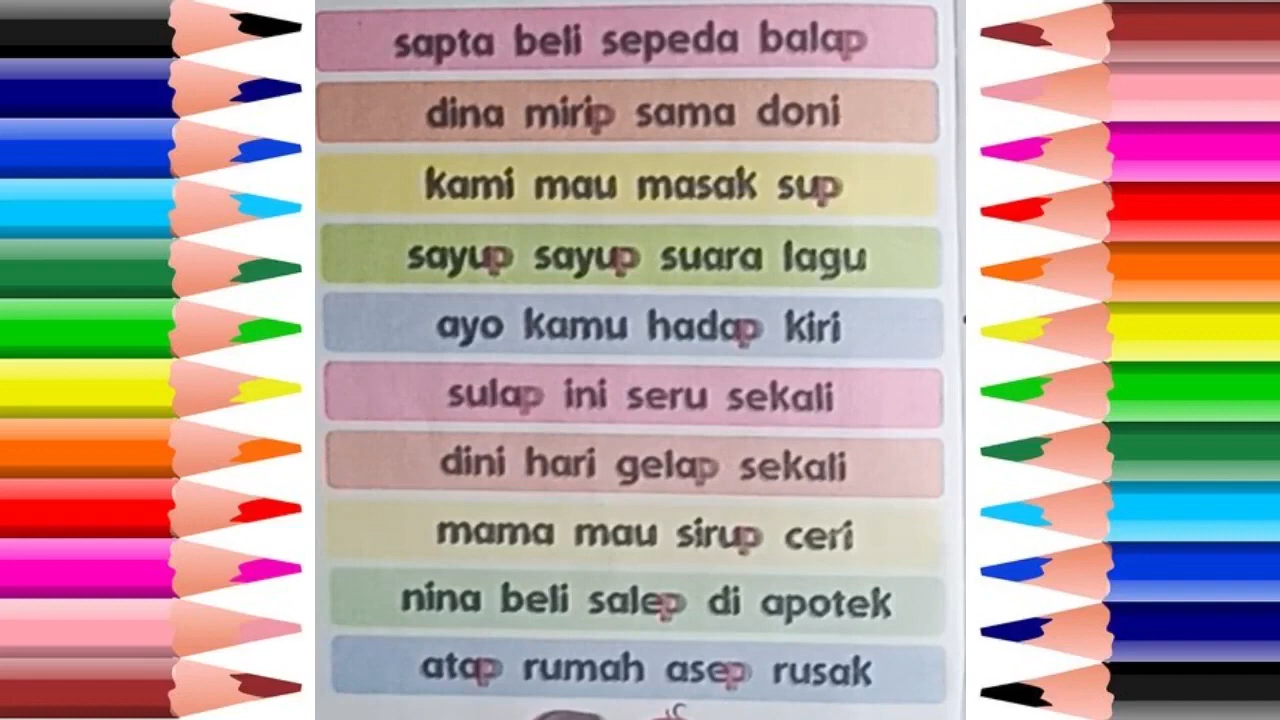 sapta beli sepeda balap
dina mirip sama doni
kami mau masak sup
sayup sayup suara lagu
ayo kamu hadap kiri
sulap ini seru sekali
dini hari gelap sekali
mama mau sirup ceri
nina beli salep di apotek
atap rumah asep rusak